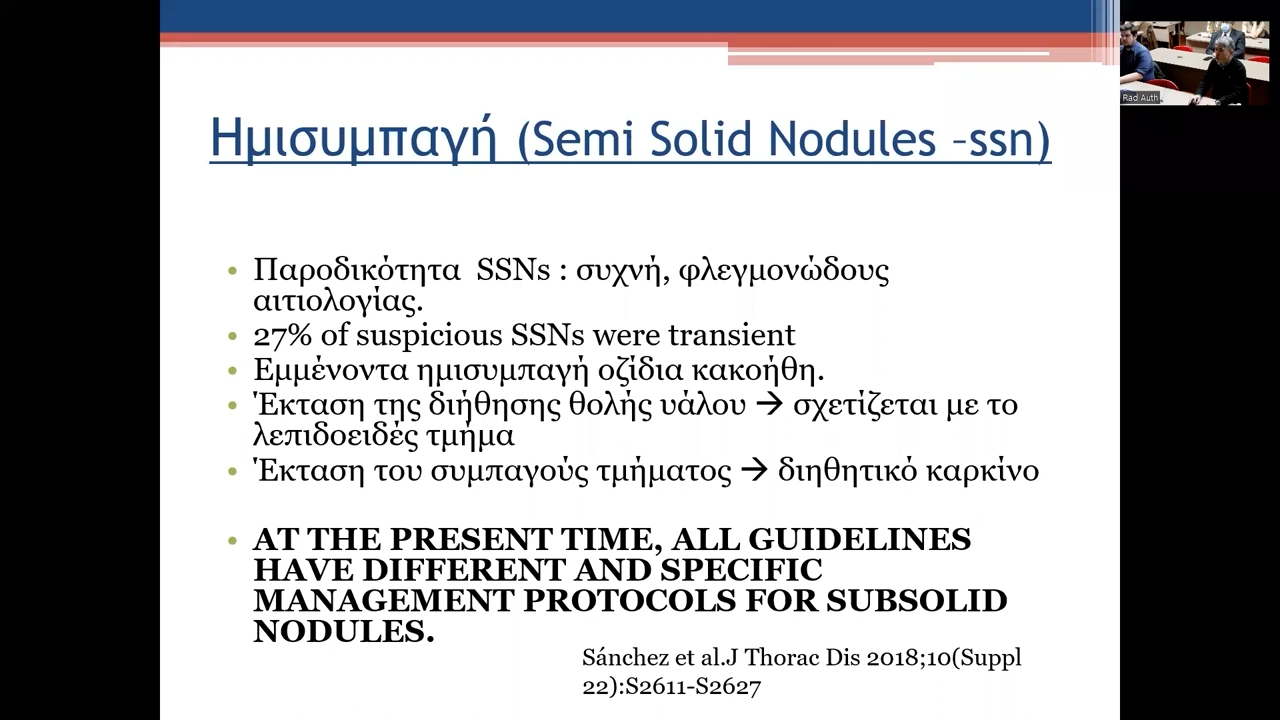 Ημισυμπαγή (Semi Solid Nodules –ssn)
• Παροδικότητα SSNs : συχνή, φλεγμονώδους
αιτιολογίας.
• 27% of suspicious SSNs were transient
• Εμμένοντα ημισυμπαγή οζίδια κακοήθη.
• Έκταση της διήθησης θολής υάλου → σχετίζεται με το
λεπιδοειδές τμήμα
• Έκταση του συμπαγούς τμήματος → διηθητικό καρκίνο
• AT THE PRESENT TIME, ALL GUIDELINES
HAVE DIFFERENT AND SPECIFIC
MANAGEMENT PROTOCOLS FOR SUBSOLID
NODULES.
Sánchez et al.J Thorac Dis 2018;10(Suppl
22):S2611-S2627
Rad Auth